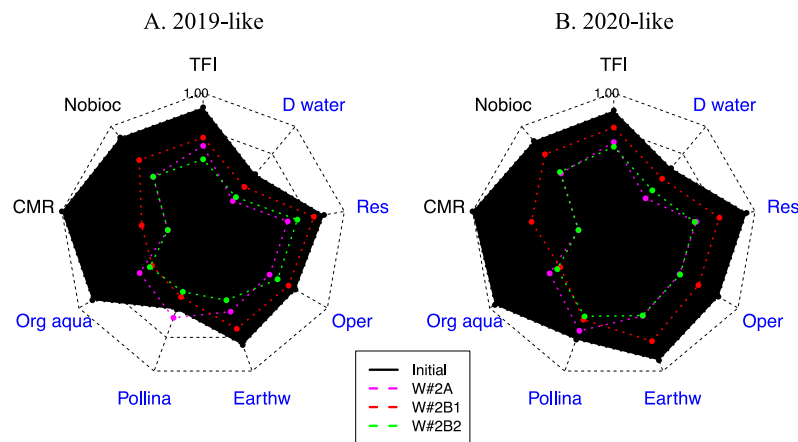 A. 2019-like
B. 2020-like
TFI
1.00
D water
Nobioc
CMR
Res
Org aqua
Oper
Pollina
Earthw
TFI
1.00
D water
Nobioc
CMR
Res
Org aqua
Oper
Pollina
Earthw
Initial
W#2A
W#2B1
W#2B2